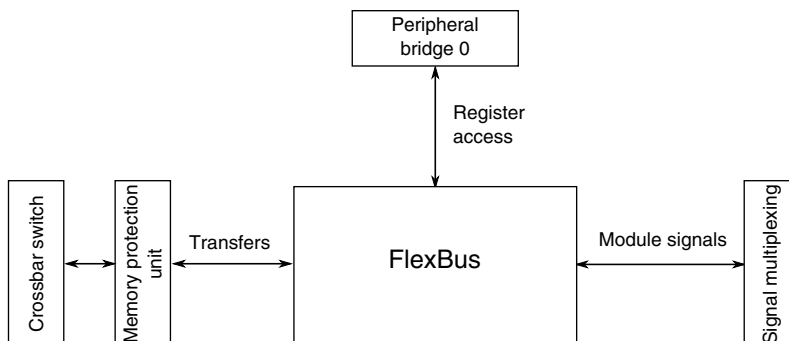 Peripheral
bridge 0
Register
access
Crossbar switch
Memory protection
unit
Transfers
FlexBus
Module signals
Signal multiplexing